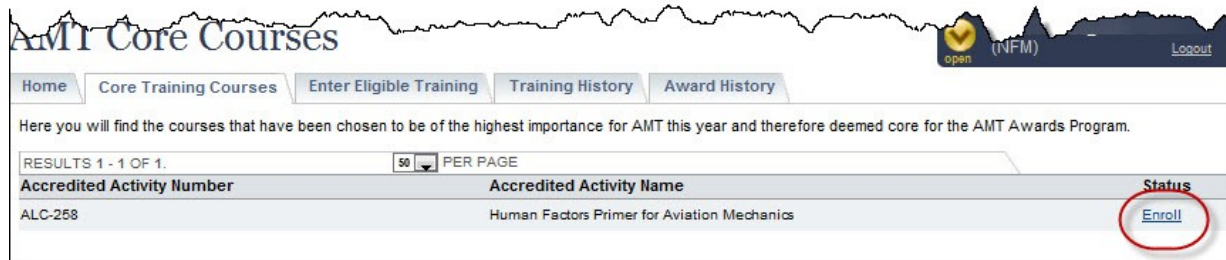 AMT Core Courses
open
(NFM)
Logout
Home Core Training Courses Enter Eligible Training Training History Award History
Here you will find the courses that have been chosen to be of the highest importance for AMT this year and therefore deemed core for the AMT Awards Program.
RESULTS 1 - 1 OF 1. 50 PER PAGE
Accredited Activity Number Accredited Activity Name Status
ALC-258 Human Factors Primer for Aviation Mechanics Enroll